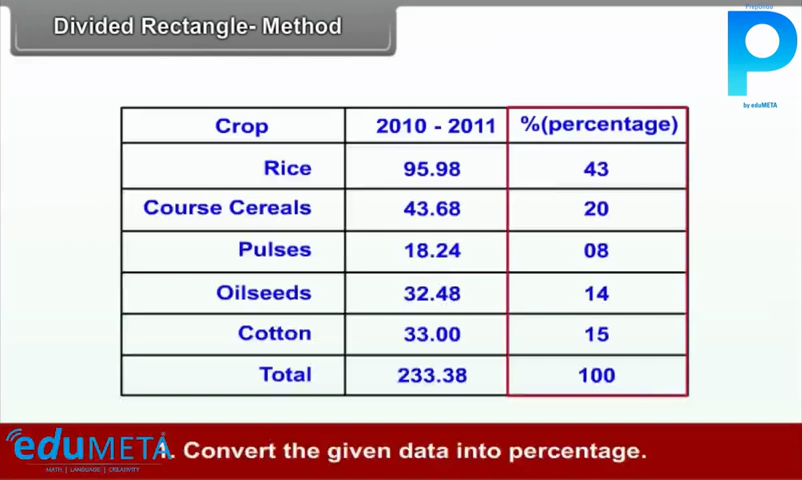 Divided Rectangle- Method
Prepondo
P
by eduMETA
Crop 2010 - 2011 %(percentage)
Rice 95.98 43
Course Cereals 43.68 20
Pulses 18.24 08
Oilseeds 32.48 14
Cotton 33.00 15
Total 233.38 100
eduMETA
MATH | LANGUAGE | CREATIVITY
1. Convert the given data into percentage.